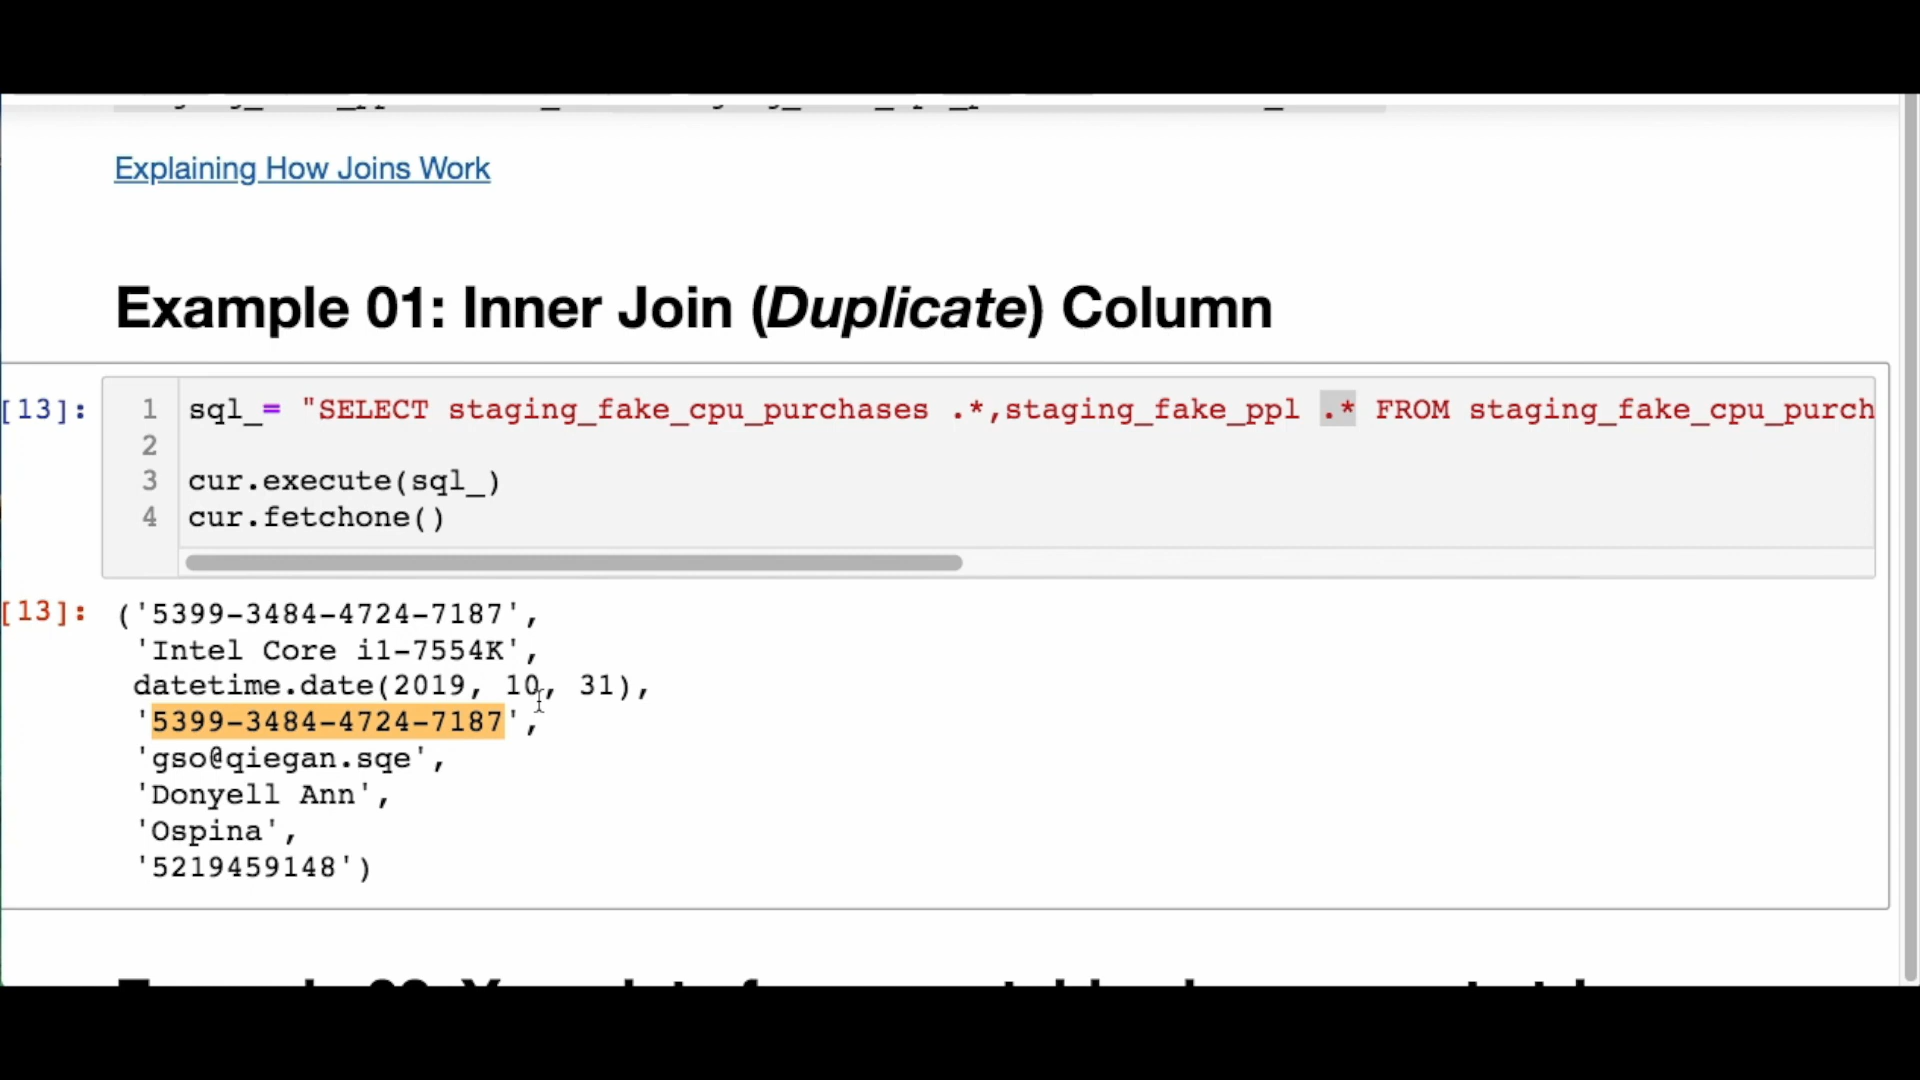 Explaining How Joins Work
Example 01: Inner Join (Duplicate) Column
[13]: 1 sql_= "SELECT staging_fake_cpu_purchases .*,staging_fake_ppl .* FROM staging_fake_cpu_purch
2
3 cur.execute(sql_)
4 cur.fetchone()
[13]: ('5399-3484-4724-7187',
'Intel Core i1-7554K',
datetime.date(2019, 10, 31),
'5399-3484-4724-7187',
'gso@qiegan.sqe',
'Donyell Ann',
'Ospina',
'5219459148')